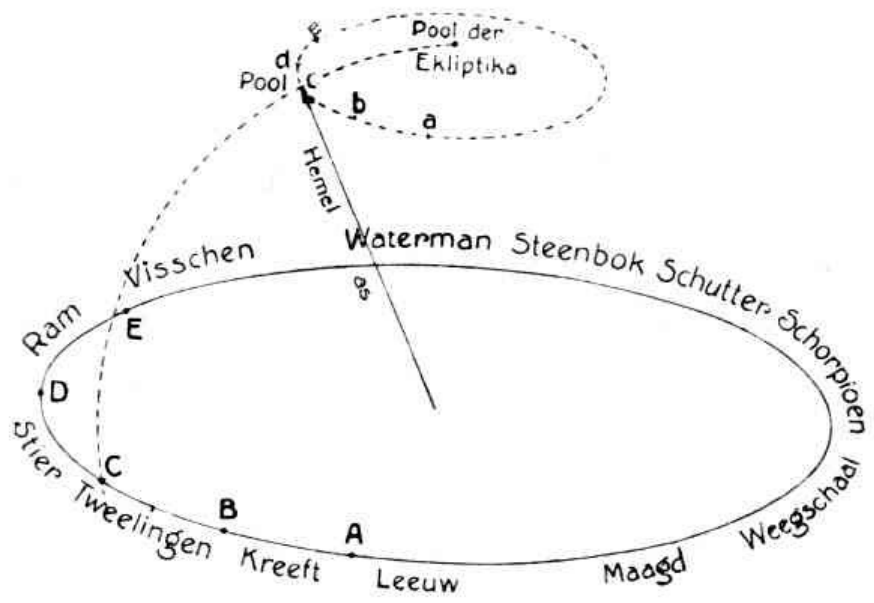 E
Pool der
Ekliptika
d
Pool
c
b
a
Hemel
as
Waterman
Steenbok
Schutter
Schorpioen
Visschen
Ram
E
D
C
B
A
Stier
Tweelingen
Kreeft
Leeuw
Maagd
Weegschaal